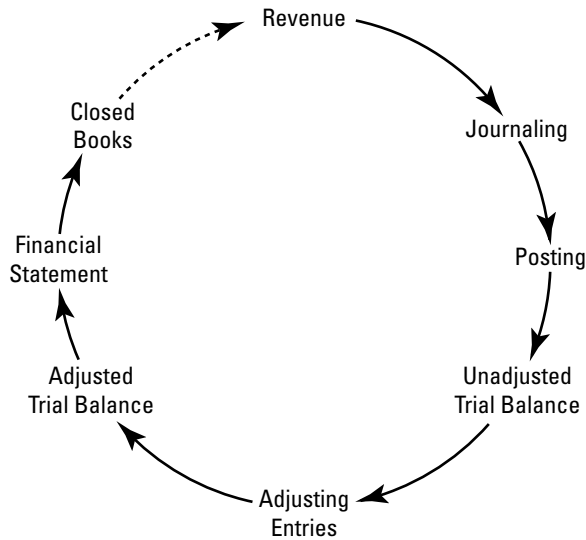 Revenue
Journaling
Posting
Unadjusted
Trial Balance
Adjusting
Entries
Adjusted
Trial Balance
Financial
Statement
Closed
Books